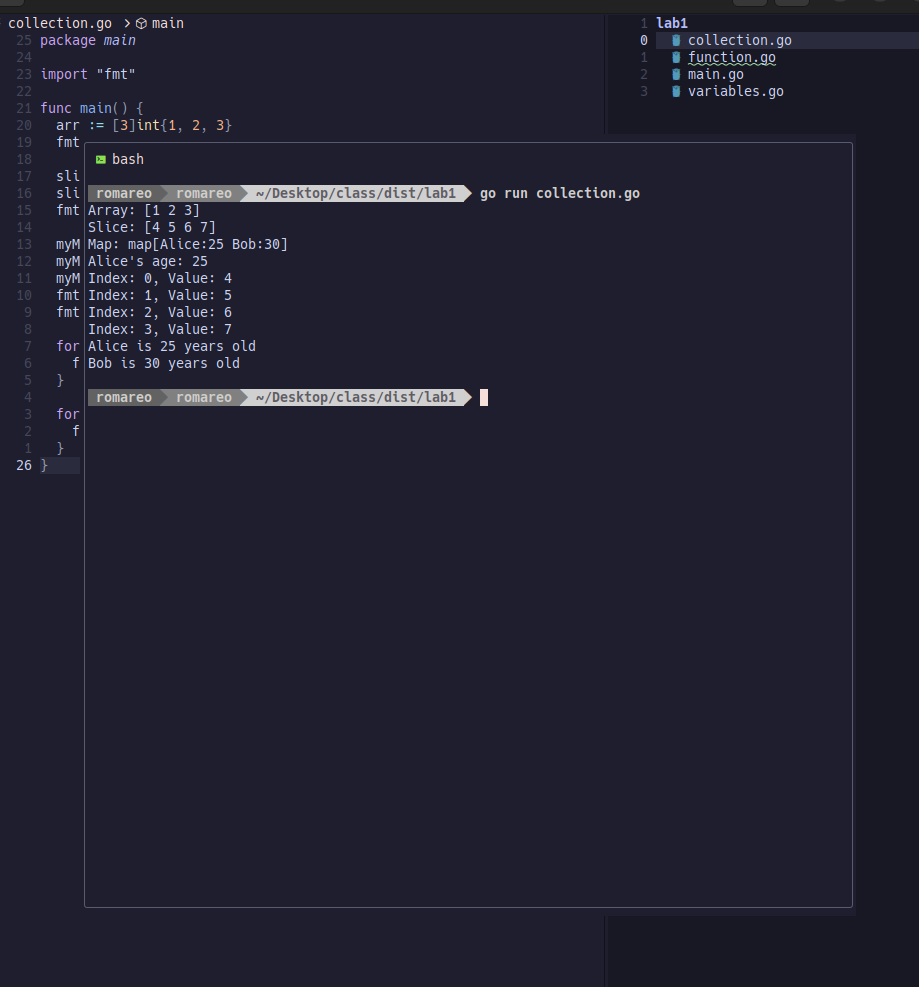 collection.go > main
25 package main
24
23 import "fmt"
22
21 func main() {
20 arr := [3]int{1, 2, 3}
19 fmt
18
17 sli
16 sli
15 fmt
14
13 myM
12 myM
11 myM
10 fmt
9 fmt
8
7 for
6 f
5 }
4
3 for
2 f
1 }
26 }
bash
romareo romareo ~/Desktop/class/dist/lab1 go run collection.go
Array: [1 2 3]
Slice: [4 5 6 7]
Map: map[Alice:25 Bob:30]
Alice's age: 25
Index: 0, Value: 4
Index: 1, Value: 5
Index: 2, Value: 6
Index: 3, Value: 7
Alice is 25 years old
Bob is 30 years old
romareo romareo ~/Desktop/class/dist/lab1
1 lab1
0 collection.go
1 function.go
2 main.go
3 variables.go